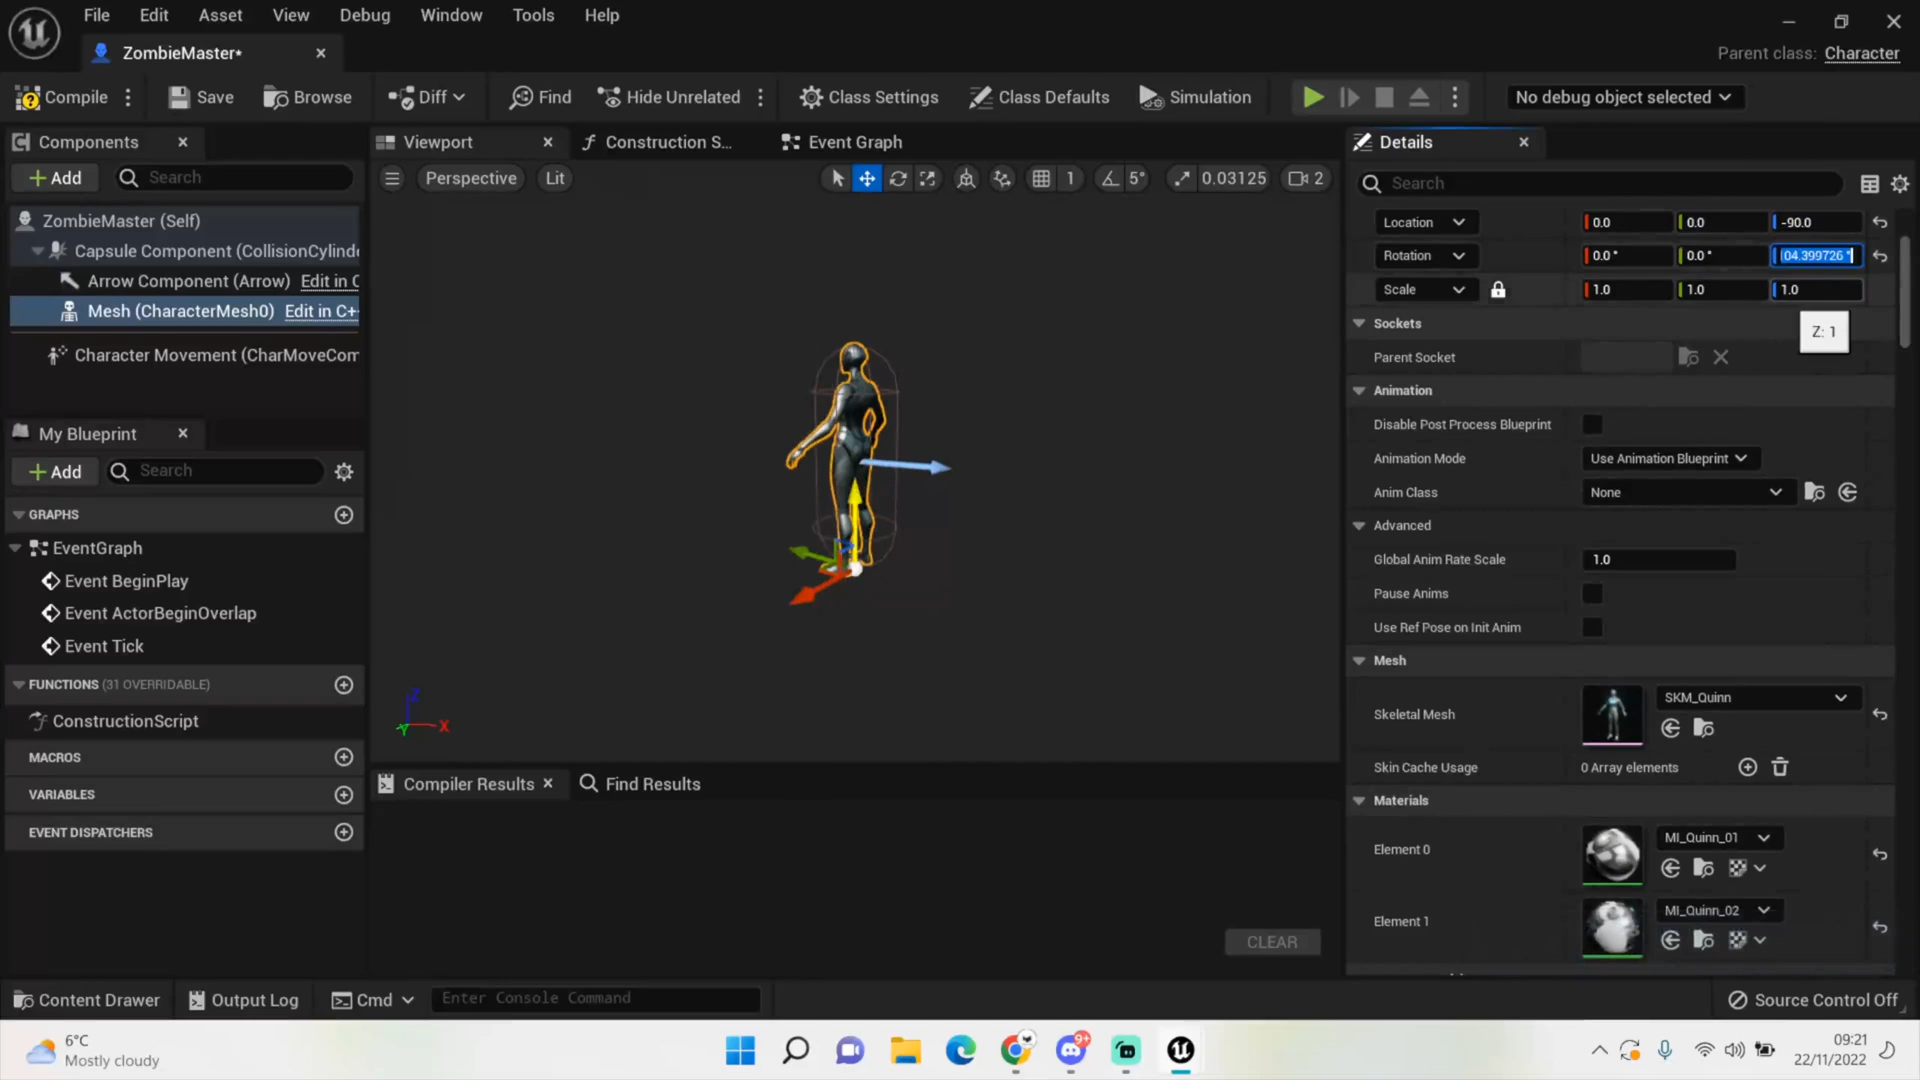 File Edit Asset View Debug Window Tools Help
ZombieMaster*
Parent class: Character
Compile Save Browse Diff Find Hide Unrelated Class Settings Class Defaults Simulation No debug object selected
Components
Add Search
ZombieMaster (Self)
Capsule Component (CollisionCylinde
Arrow Component (Arrow) Edit in C
Mesh (CharacterMesh0) Edit in C+
Character Movement (CharMoveCom
My Blueprint
Add Search
GRAPHS
EventGraph
Event BeginPlay
Event ActorBeginOverlap
Event Tick
FUNCTIONS (31 OVERRIDABLE)
ConstructionScript
MACROS
VARIABLES
EVENT DISPATCHERS
Viewport Construction S... Event Graph
Perspective Lit 1 5° 0.03125 2
Z
Y X
Compiler Results Find Results
CLEAR
Details
Search
Location 0.0 0.0 -90.0
Rotation 0.0 ° 0.0 ° 04.399726 °
Scale 1.0 1.0 1.0
Sockets
Z: 1
Parent Socket
Animation
Disable Post Process Blueprint
Animation Mode Use Animation Blueprint
Anim Class None
Advanced
Global Anim Rate Scale 1.0
Pause Anims
Use Ref Pose on Init Anim
Mesh
Skeletal Mesh SKM_Quinn
Skin Cache Usage 0 Array elements
Materials
Element 0 MI_Quinn_01
Element 1 MI_Quinn_02
Content Drawer Output Log Cmd Enter Console Command Source Control Off
6°C
Mostly cloudy
9+
09:21
22/11/2022